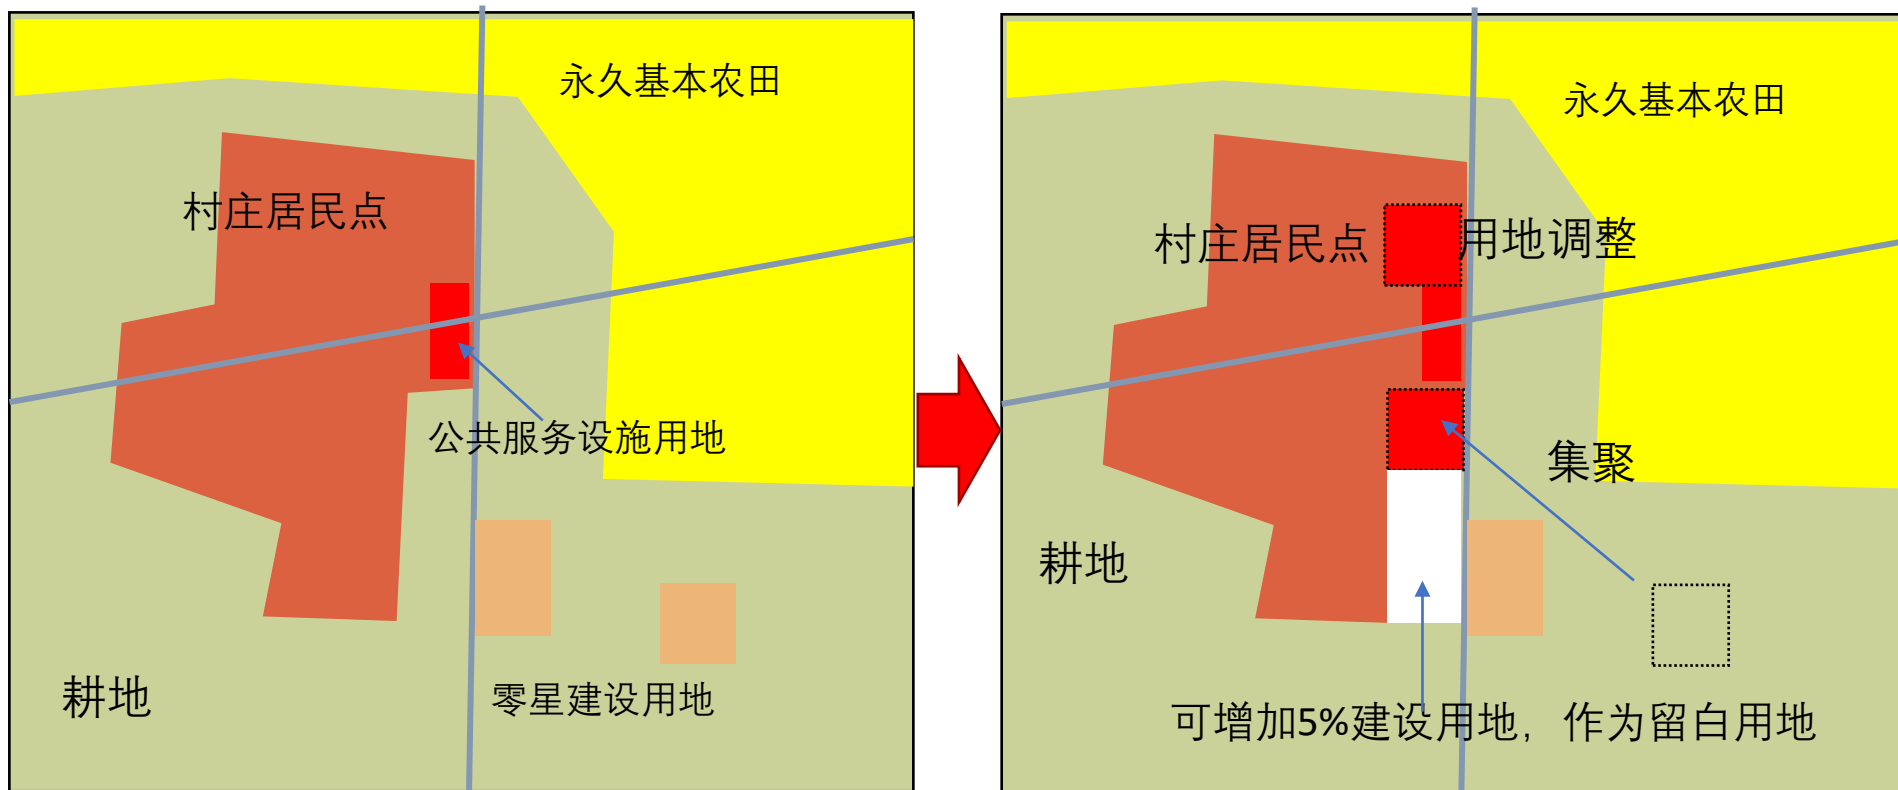 永久基本农田
村庄居民点
公共服务设施用地
零星建设用地
耕地
永久基本农田
村庄居民点
用地调整
集聚
耕地
可增加5%建设用地，作为留白用地